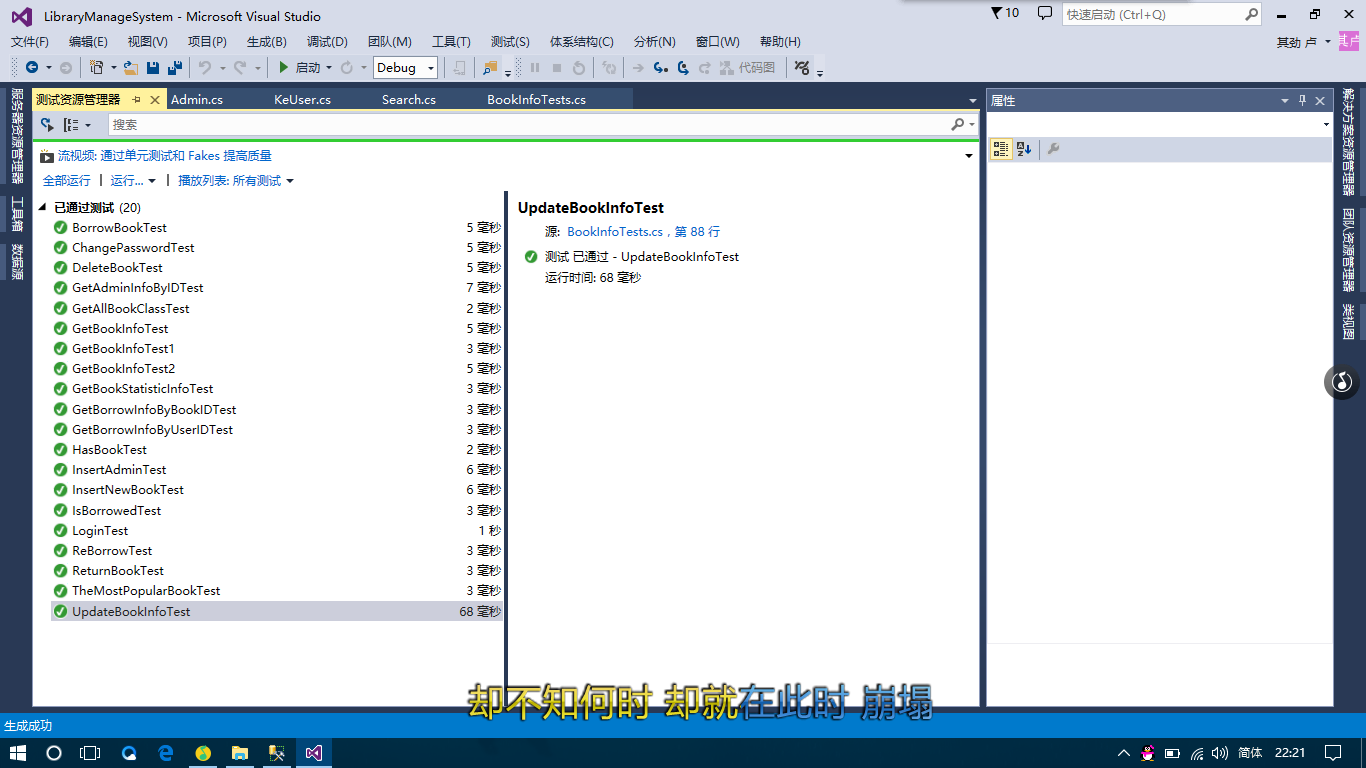 LibraryManageSystem - Microsoft Visual Studio
10
快速启动 (Ctrl+Q)
文件(F) 编辑(E) 视图(V) 项目(P) 生成(B) 调试(D) 团队(M) 工具(T) 测试(S) 体系结构(C) 分析(N) 窗口(W) 帮助(H)
其劲 卢
其卢
启动
Debug
代码图
服务器资源管理器
工具箱
数据源
测试资源管理器
Admin.cs
KeUser.cs
Search.cs
BookInfoTests.cs
搜索
流视频: 通过单元测试和 Fakes 提高质量
全部运行 | 运行... | 播放列表: 所有测试
已通过测试 (20)
BorrowBookTest 5 毫秒
ChangePasswordTest 5 毫秒
DeleteBookTest 5 毫秒
GetAdminInfoByIDTest 7 毫秒
GetAllBookClassTest 2 毫秒
GetBookInfoTest 5 毫秒
GetBookInfoTest1 3 毫秒
GetBookInfoTest2 5 毫秒
GetBookStatisticInfoTest 3 毫秒
GetBorrowInfoByBookIDTest 3 毫秒
GetBorrowInfoByUserIDTest 3 毫秒
HasBookTest 2 毫秒
InsertAdminTest 6 毫秒
InsertNewBookTest 6 毫秒
IsBorrowedTest 3 毫秒
LoginTest 1 秒
ReBorrowTest 3 毫秒
ReturnBookTest 3 毫秒
TheMostPopularBookTest 3 毫秒
UpdateBookInfoTest 68 毫秒
UpdateBookInfoTest
源: BookInfoTests.cs，第 88 行
测试 已通过 - UpdateBookInfoTest
运行时间: 68 毫秒
属性
解决方案资源管理器
团队资源管理器
类视图
却不知何时 却就在此时 崩塌
生成成功
简体
22:21